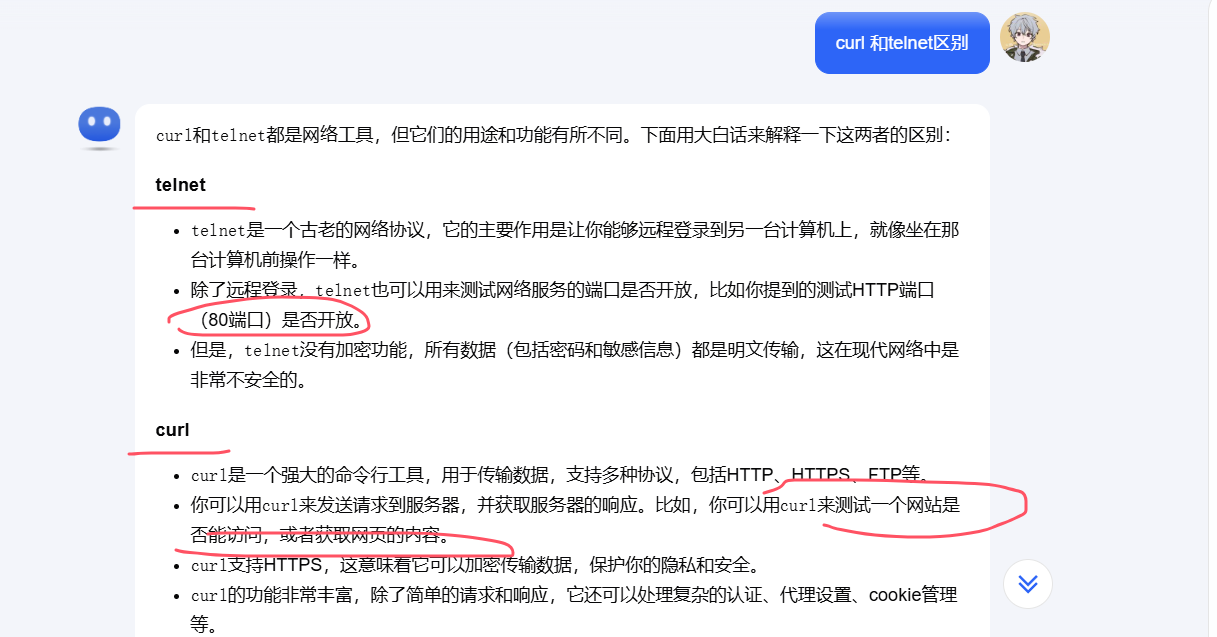 curl 和telnet区别
curl和telnet都是网络工具，但它们的用途和功能有所不同。下面用大白话来解释一下这两者的区别：
telnet
• telnet是一个古老的网络协议，它的主要作用是让你能够远程登录到另一台计算机上，就像坐在那
台计算机前操作一样。
• 除了远程登录，telnet也可以用来测试网络服务的端口是否开放，比如你提到的测试HTTP端口
（80端口）是否开放。
• 但是，telnet没有加密功能，所有数据（包括密码和敏感信息）都是明文传输，这在现代网络中是
非常不安全的。
curl
• curl是一个强大的命令行工具，用于传输数据，支持多种协议，包括HTTP、HTTPS、FTP等。
• 你可以用curl来发送请求到服务器，并获取服务器的响应。比如，你可以用curl来测试一个网站是
否能访问，或者获取网页的内容。
• curl支持HTTPS，这意味着它可以加密传输数据，保护你的隐私和安全。
• curl的功能非常丰富，除了简单的请求和响应，它还可以处理复杂的认证、代理设置、cookie管理
等。